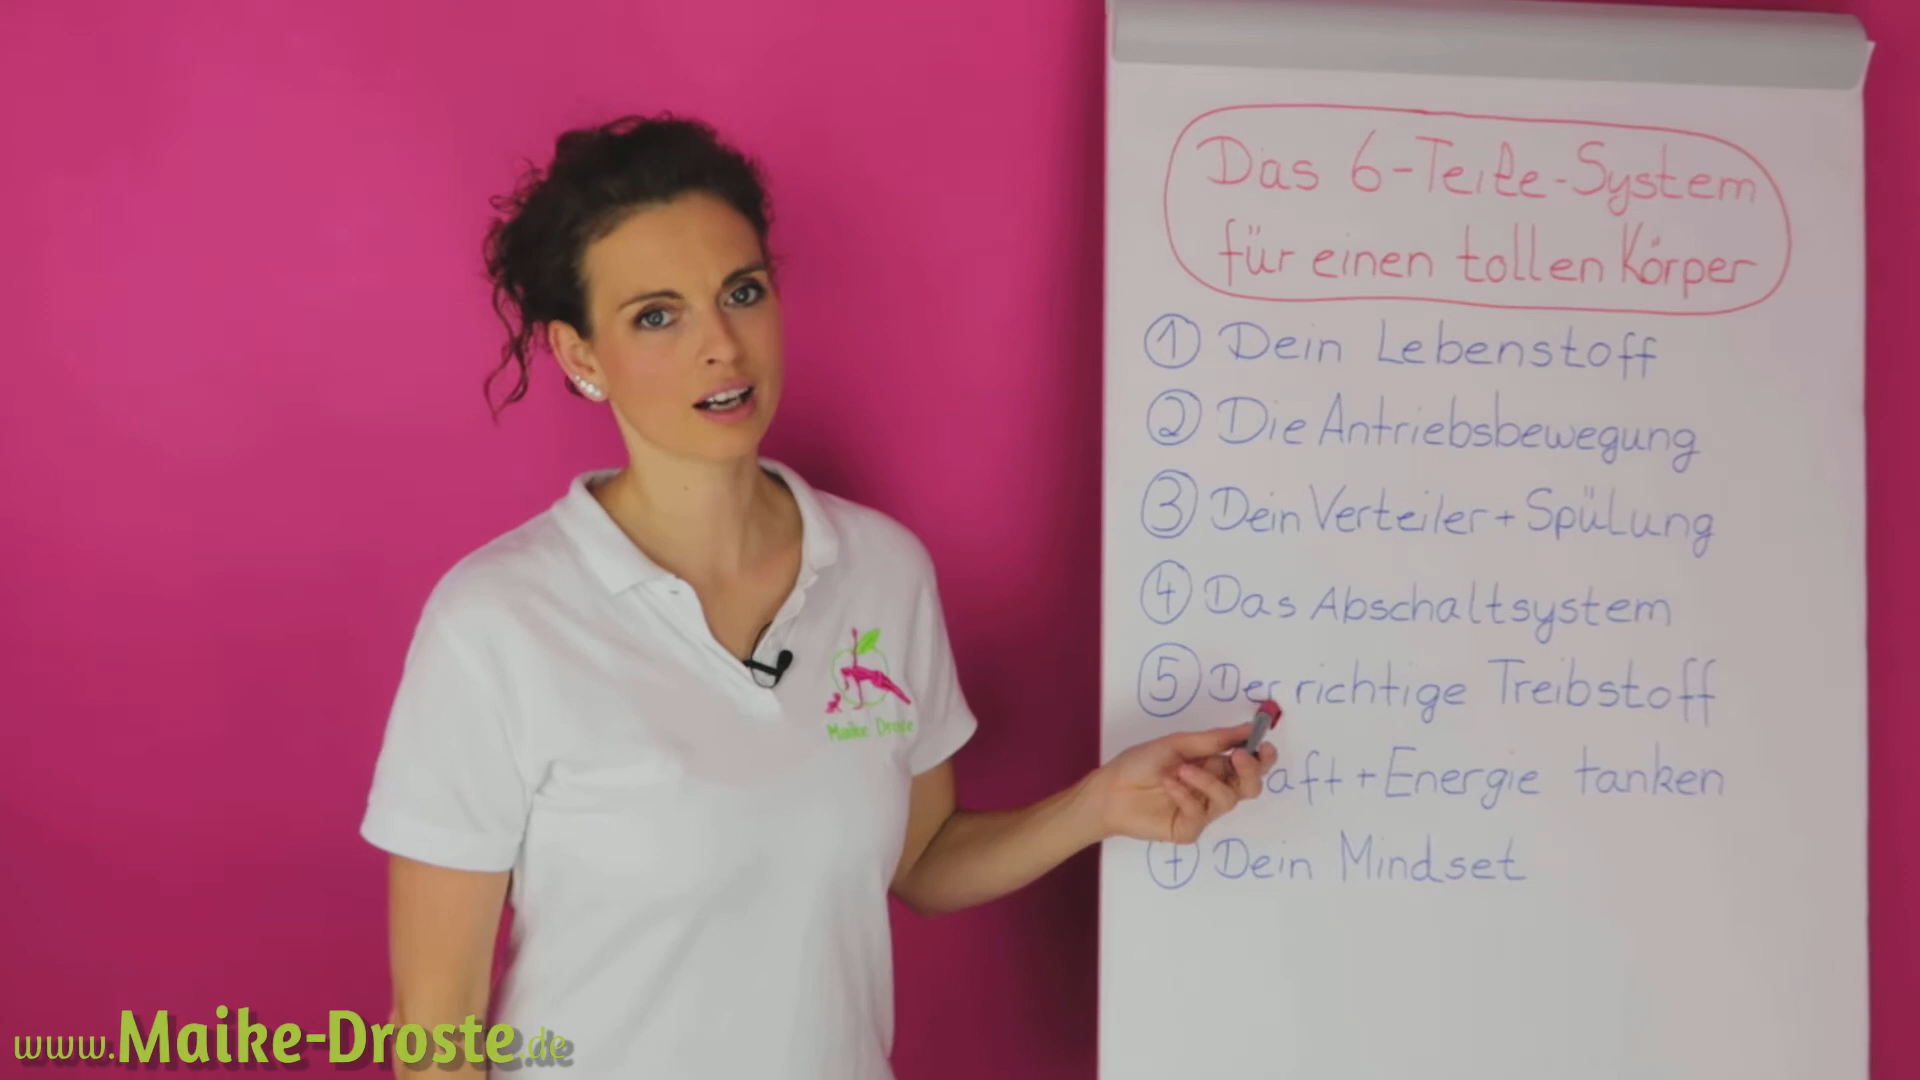 Das 6-Teile-System
für einen tollen Körper
1 Dein Lebenstoff
2 Die Antriebsbewegung
3 Dein Verteiler + Spülung
4 Das Abschaltsystem
5 Der richtige Treibstoff
aft + Energie tanken
7 Dein Mindset
Maike Droste
www.Maike-Droste.de